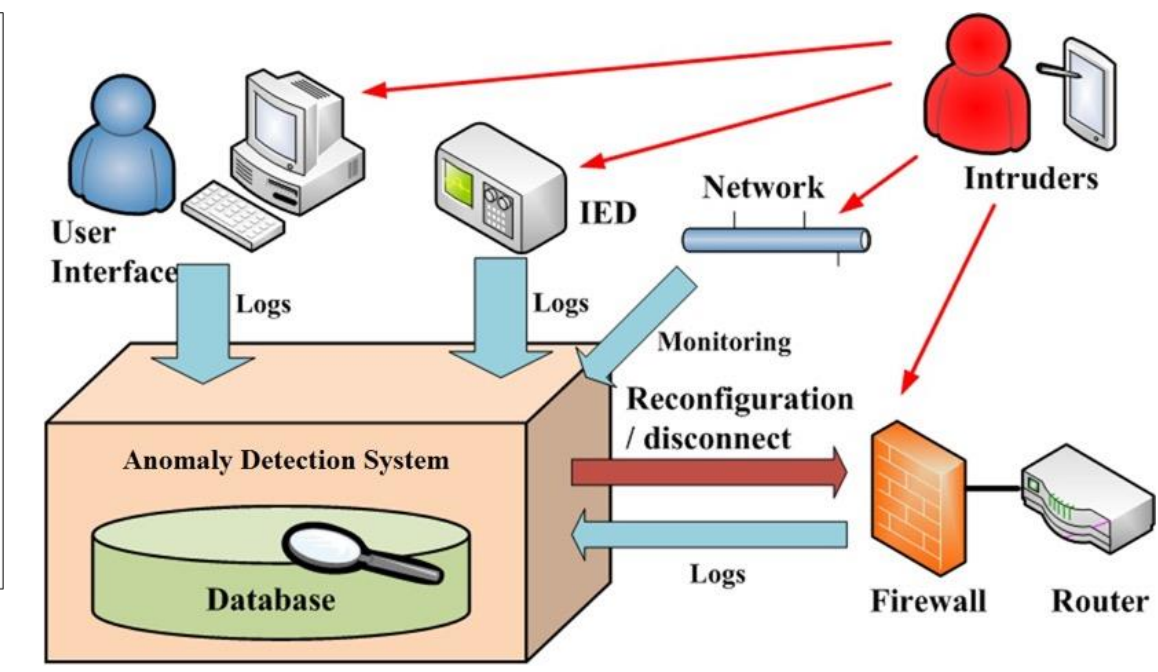 User
Interface
IED
Network
Intruders
Logs
Logs
Monitoring
Reconfiguration
/ disconnect
Anomaly Detection System
Database
Logs
Firewall
Router